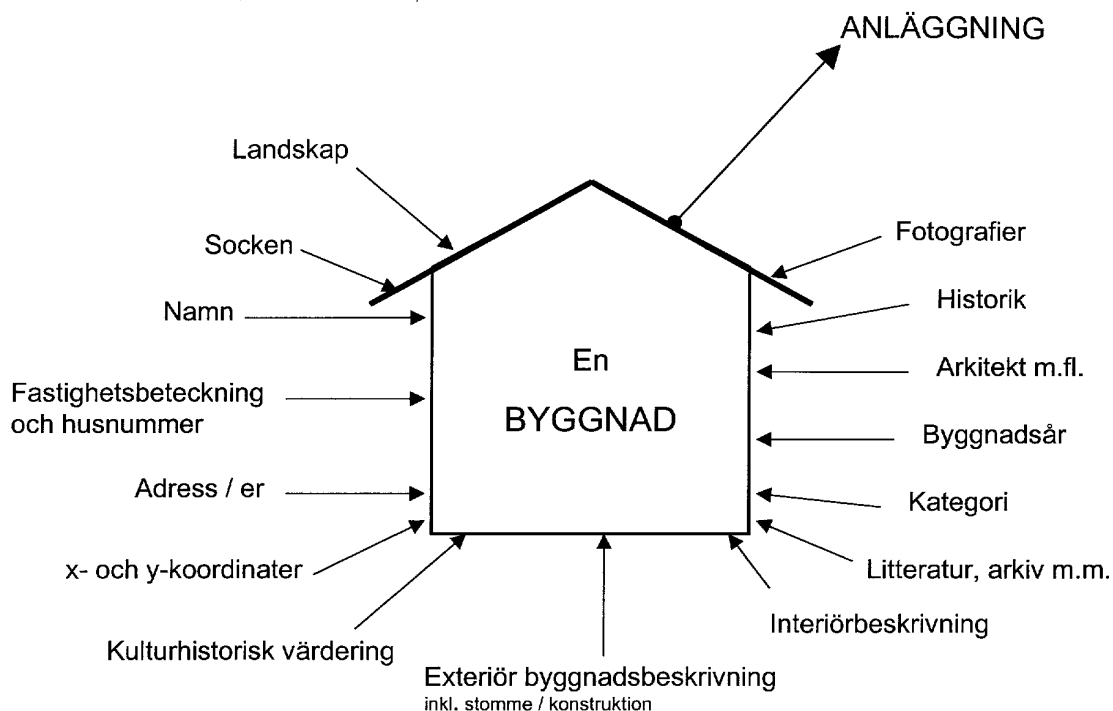 ANLÄGGNING
Landskap
Socken
Fotografier
Namn
Historik
En
BYGGNAD
Arkitekt m.fl.
Fastighetsbeteckning
och husnummer
Byggnadsår
Adress / er
Kategori
x- och y-koordinater
Litteratur, arkiv m.m.
Interiörbeskrivning
Kulturhistorisk värdering
Exteriör byggnadsbeskrivning
inkl. stomme / konstruktion